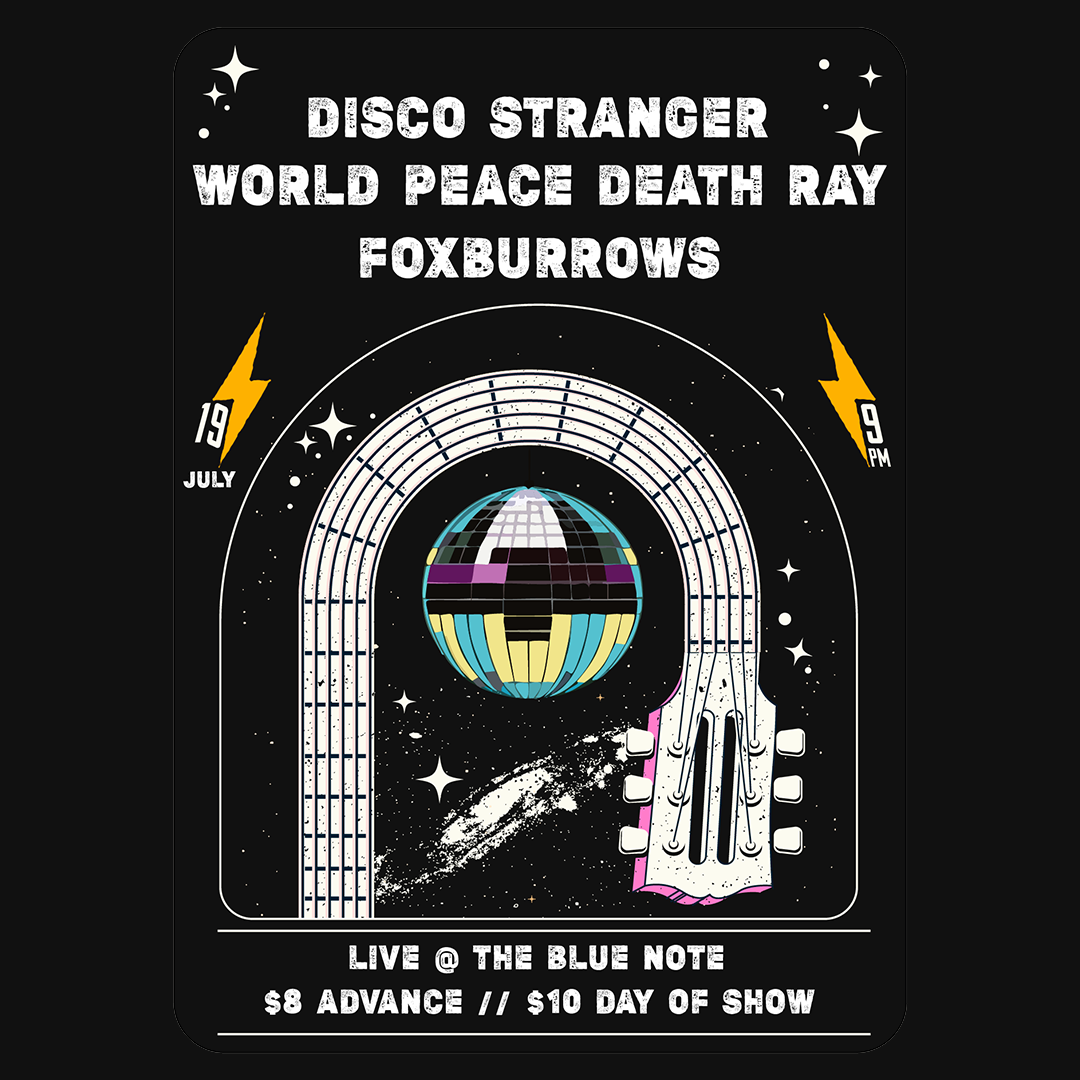 DISCO STRANGER
WORLD PEACE DEATH RAY
FOXBURROWS
19
JULY
9
PM
LIVE @ THE BLUE NOTE
$8 ADVANCE // $10 DAY OF SHOW